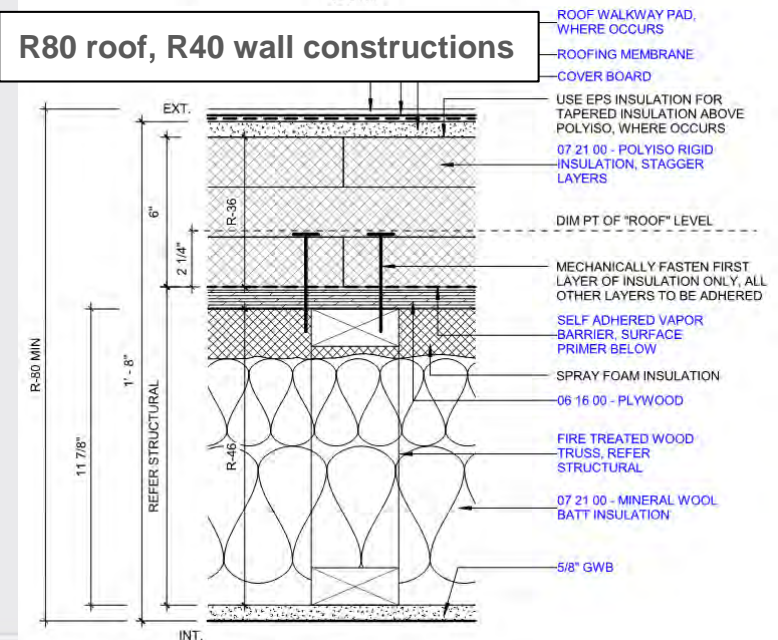 R80 roof, R40 wall constructions
ROOF WALKWAY PAD,
WHERE OCCURS
ROOFING MEMBRANE
COVER BOARD
EXT.
USE EPS INSULATION FOR
TAPERED INSULATION ABOVE
POLYISO, WHERE OCCURS
07 21 00 - POLYISO RIGID
INSULATION, STAGGER
LAYERS
6"
R-36
DIM PT OF "ROOF" LEVEL
2 1/4"
MECHANICALLY FASTEN FIRST
LAYER OF INSULATION ONLY, ALL
OTHER LAYERS TO BE ADHERED
SELF ADHERED VAPOR
BARRIER, SURFACE
PRIMER BELOW
R-80 MIN
1' - 8"
SPRAY FOAM INSULATION
06 16 00 - PLYWOOD
11 7/8"
REFER STRUCTURAL
R-46
FIRE TREATED WOOD
TRUSS, REFER
STRUCTURAL
07 21 00 - MINERAL WOOL
BATT INSULATION
5/8" GWB
INT.